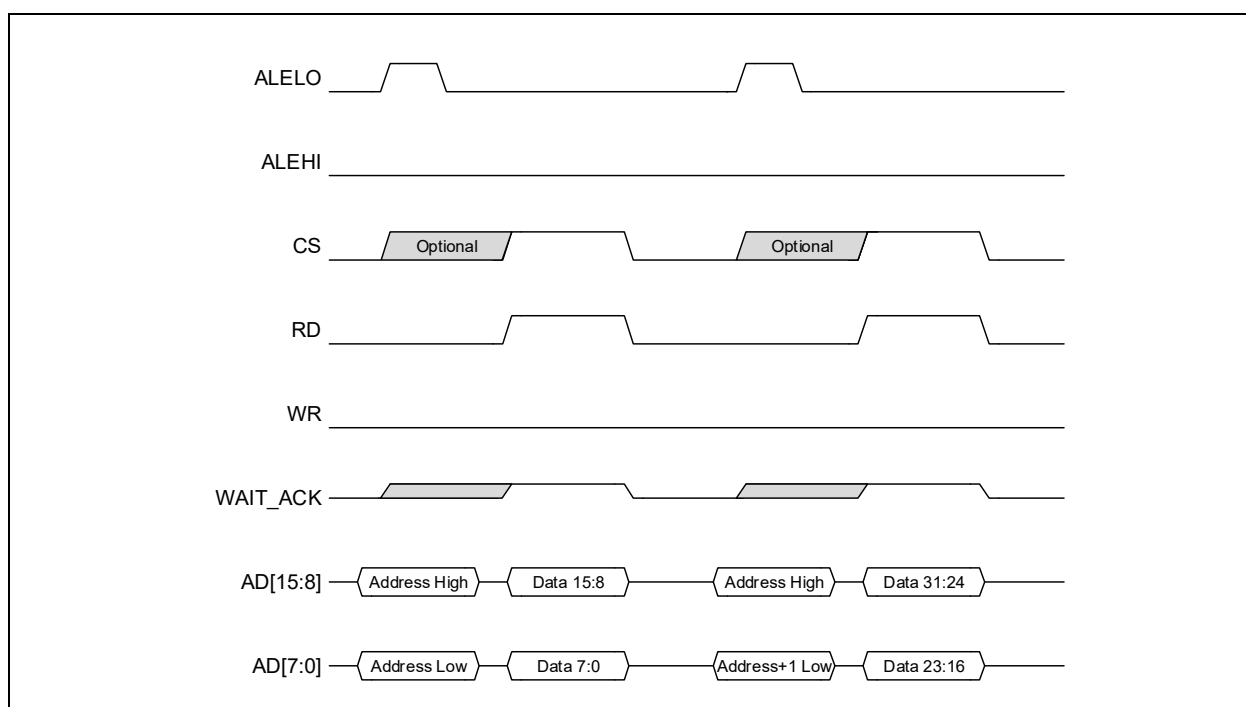 ALELO
ALEHI
CS Optional Optional
RD
WR
WAIT_ACK
AD[15:8] Address High Data 15:8 Address High Data 31:24
AD[7:0] Address Low Data 7:0 Address+1 Low Data 23:16